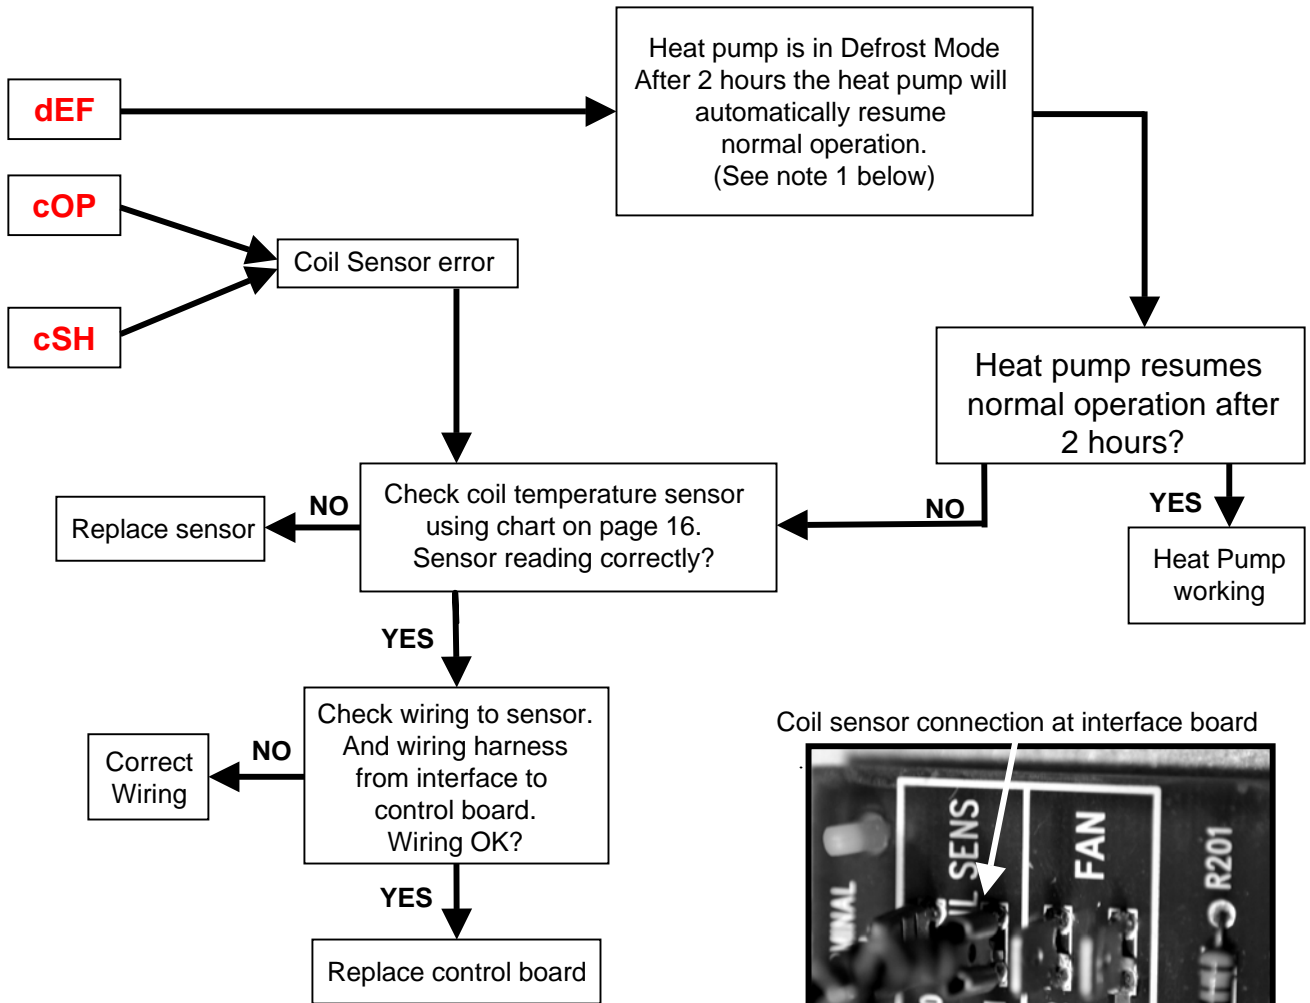 dEF
Heat pump is in Defrost Mode
After 2 hours the heat pump will
automatically resume
normal operation.
(See note 1 below)
cOP
Coil Sensor error
cSH
Heat pump resumes
normal operation after
2 hours?
Check coil temperature sensor
using chart on page 16.
Sensor reading correctly?
NO
Replace sensor
NO
YES
Heat Pump
working
YES
Check wiring to sensor.
And wiring harness
from interface to
control board.
Wiring OK?
NO
Correct
Wiring
YES
Replace control board
Coil sensor connection at interface board
SENS
FAN
R201